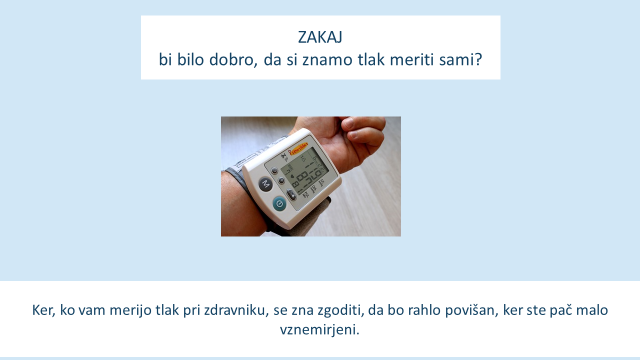 ZAKAJ
bi bilo dobro, da si znamo tlak meriti sami?
M
Ker, ko vam merijo tlak pri zdravniku, se zna zgoditi, da bo rahlo povišan, ker ste pač malo
vznemirjeni.